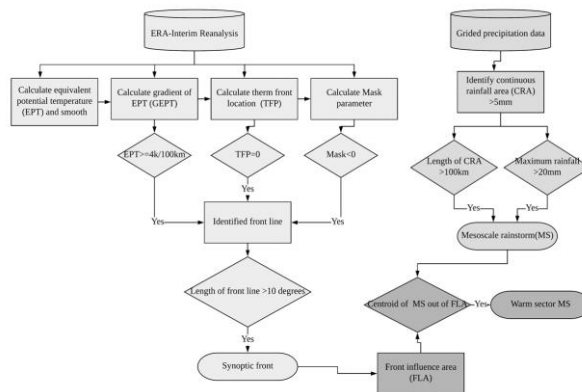 ERA-Interim Reanalysis
Grided precipitation data
Calculate equivalent
potential temperature
(EPT) and smooth
Calculate gradient of
EPT (GEPT)
Calculate therm front
location (TFP)
Calculate Mask
parameter
Identify continuous
rainfall area (CRA)
>5mm
EPT>=4k/100km
TFP=0
Mask<0
Length of CRA
>100km
Maximum rainfall
>20mm
Yes
Yes
Yes
Yes
Yes
Identified front line
Mesoscale rainstorm(MS)
Length of front line >10 degrees
Centroid of MS out of FLA
Yes
Warm sector MS
Yes
Synoptic front
Front influence area
(FLA)